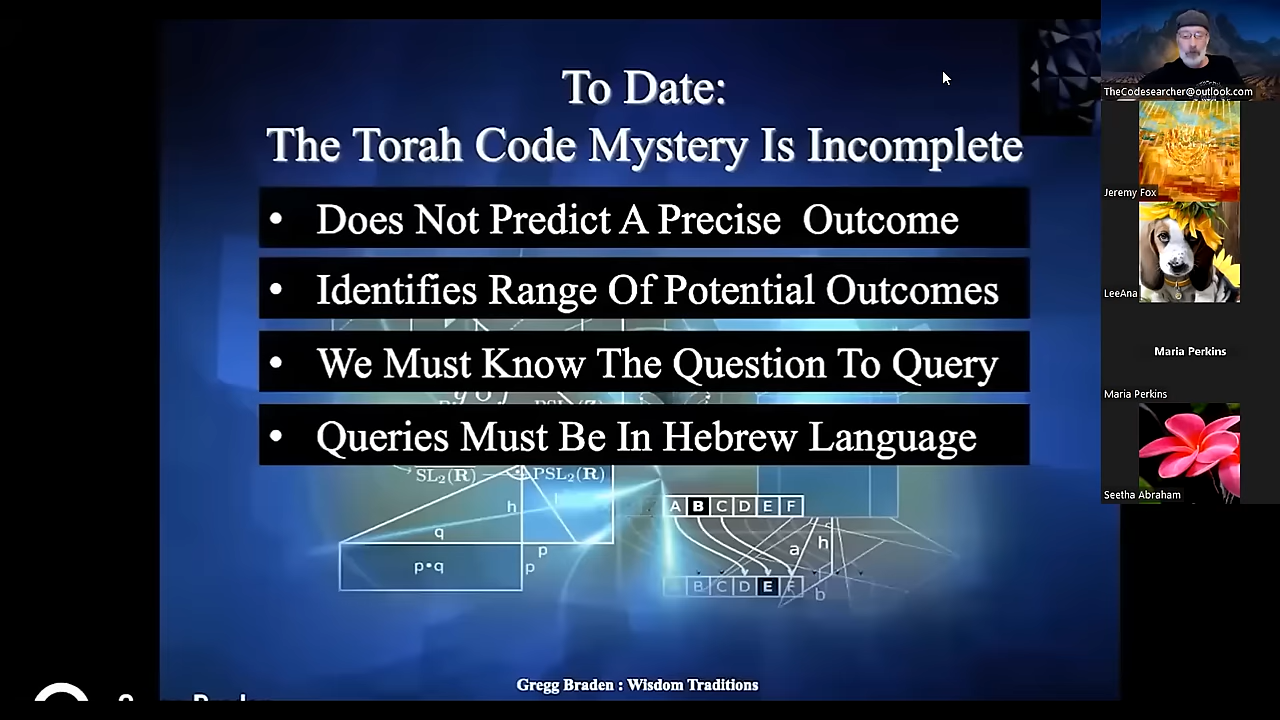 To Date:
The Torah Code Mystery Is Incomplete
• Does Not Predict A Precise Outcome
• Identifies Range Of Potential Outcomes
• We Must Know The Question To Query
• Queries Must Be In Hebrew Language
SL₂(R)
PSL₂(R)
h
q
p
p•q
p
A B C D E F
a
h
B C D E F
b
Gregg Braden : Wisdom Traditions
TheCodesearcher@outlook.com
Jeremy Fox
LeeAna
Maria Perkins
Maria Perkins
Seetha Abraham